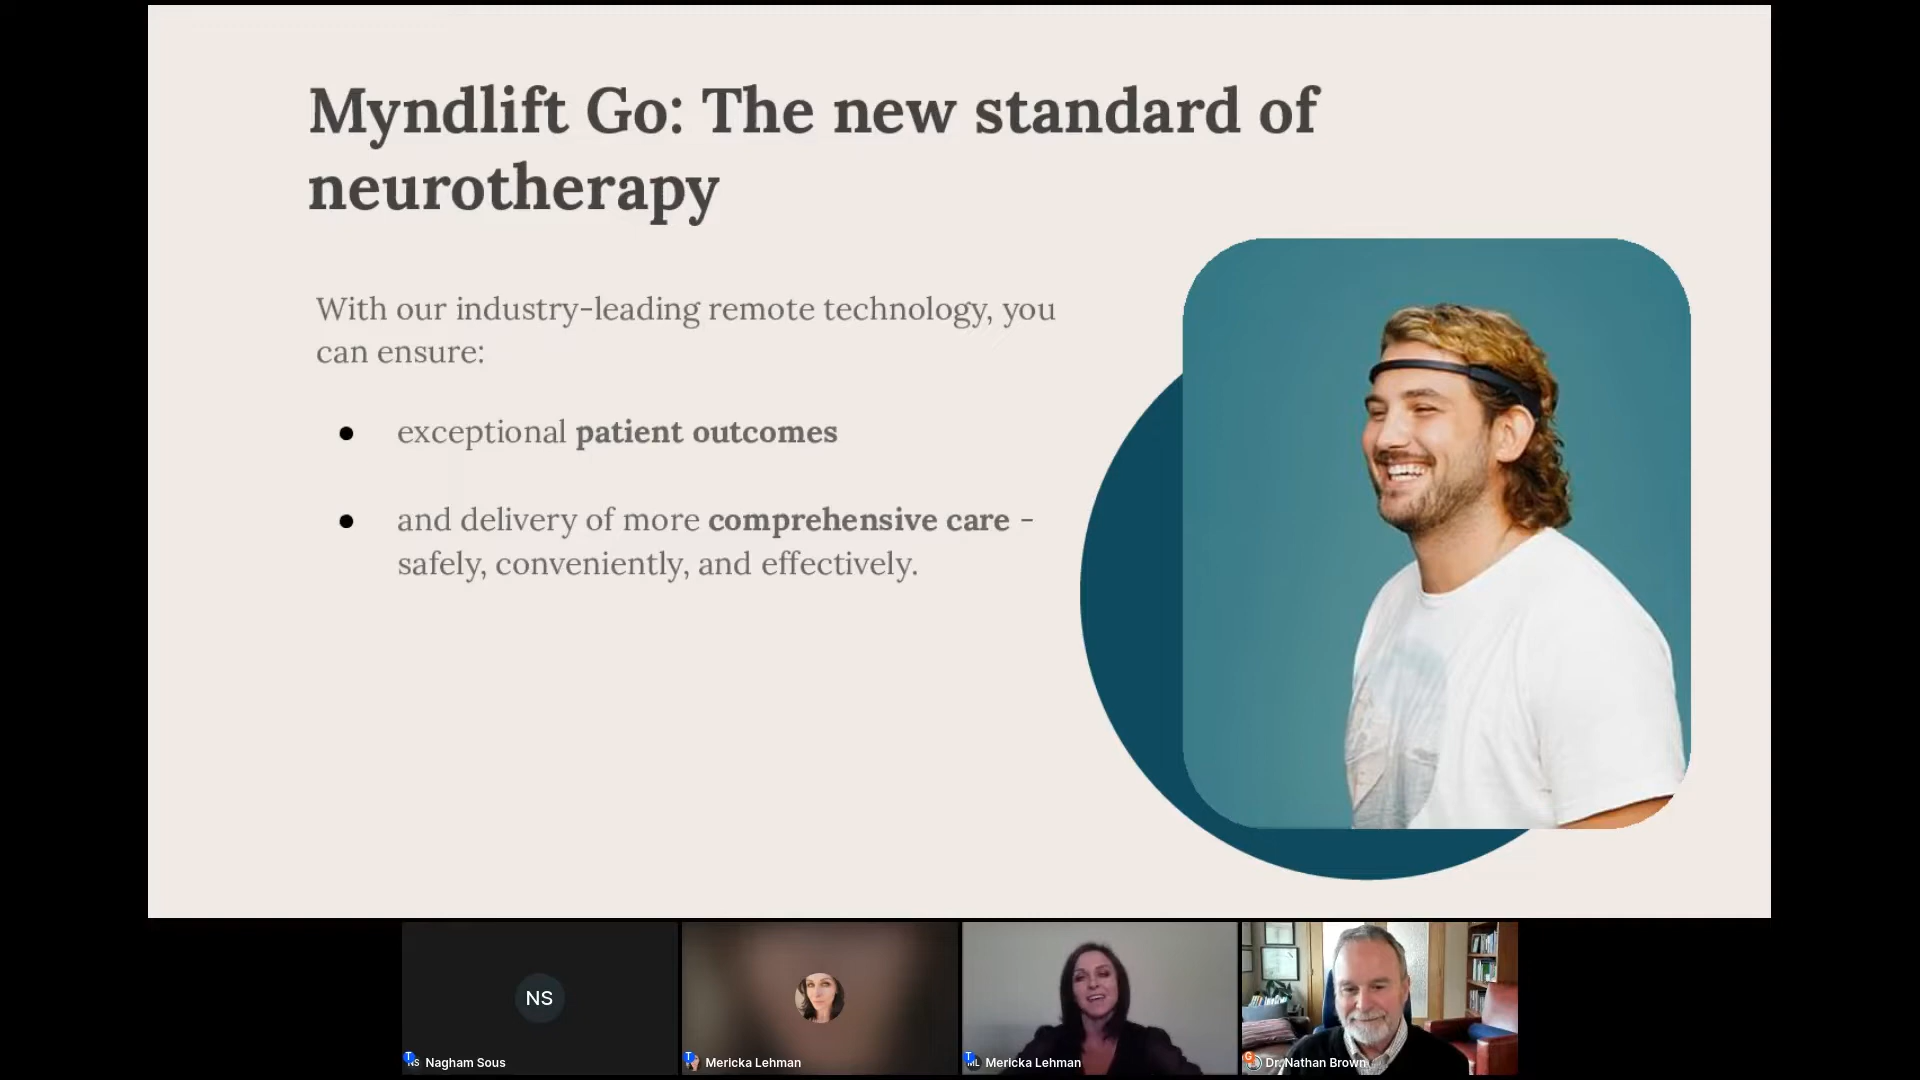 Myndlift Go: The new standard of
neurotherapy
With our industry-leading remote technology, you
can ensure:
● exceptional patient outcomes
● and delivery of more comprehensive care -
safely, conveniently, and effectively.
NS
T NS Nagham Sous
T Mericka Lehman
T ML Mericka Lehman
G Dr. Nathan Brown